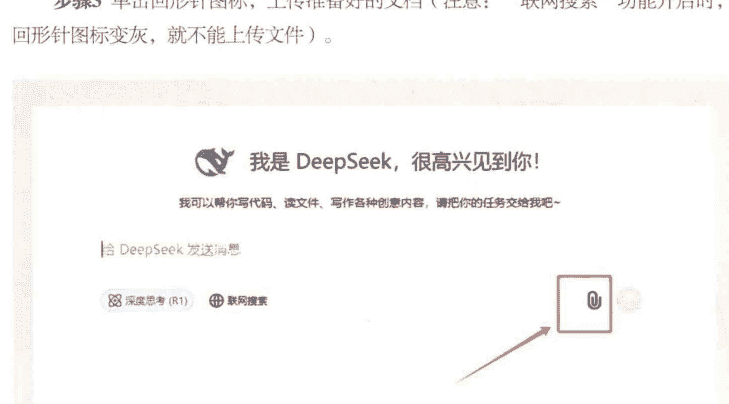 步骤3 单击回形针图标，上传准备好的文档（注意：“联网搜索”功能开启时，
回形针图标变灰，就不能上传文件）。
我是 DeepSeek，很高兴见到你！
我可以帮你写代码、读文件、写作各种创意内容，请把你的任务交给我吧~
给 DeepSeek 发送消息
深度思考 (R1) 联网搜索